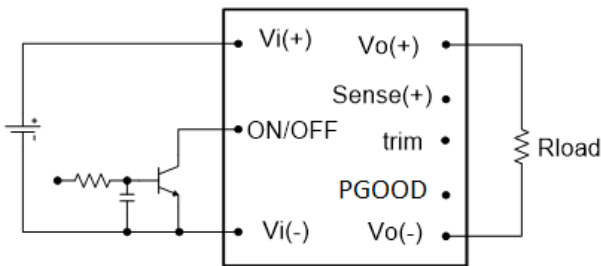 Vi(+)
Vo(+)
Sense(+)
ON/OFF
trim
Rload
PGOOD
Vi(-)
Vo(-)
+
-